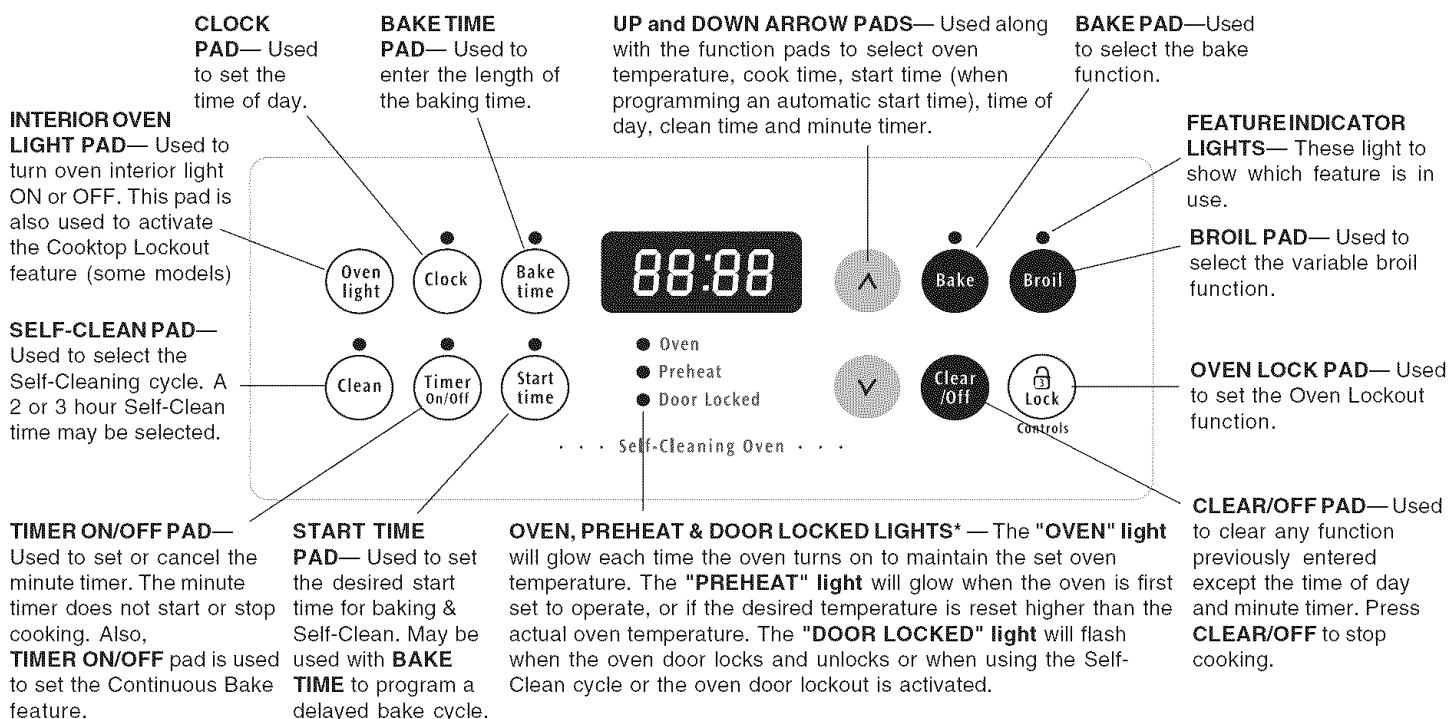 CLOCK
PAD— Used
to set the
time of day.
BAKE TIME
PAD— Used to
enter the length of
the baking time.
UP and DOWN ARROW PADS— Used along
with the function pads to select oven
temperature, cook time, start time (when
programming an automatic start time), time of
day, clean time and minute timer.
BAKE PAD—Used
to select the bake
function.
INTERIOR OVEN
LIGHT PAD— Used to
turn oven interior light
ON or OFF. This pad is
also used to activate
the Cooktop Lockout
feature (some models)
FEATURE INDICATOR
LIGHTS— These light to
show which feature is in
use.
BROIL PAD— Used to
select the variable broil
function.
Oven
light
Clock
Bake
time
88:88
Bake
Broil
SELF-CLEAN PAD—
Used to select the
Self-Cleaning cycle. A
2 or 3 hour Self-Clean
time may be selected.
Clean
Timer
On/Off
Start
time
Oven
Preheat
Door Locked
Clear
/Off
3
Lock
Controls
· · · Self-Cleaning Oven · · ·
OVEN LOCK PAD— Used
to set the Oven Lockout
function.
TIMER ON/OFF PAD—
Used to set or cancel the
minute timer. The minute
timer does not start or stop
cooking. Also,
TIMER ON/OFF pad is used
to set the Continuous Bake
feature.
START TIME
PAD— Used to set
the desired start
time for baking &
Self-Clean. May be
used with BAKE
TIME to program a
delayed bake cycle.
OVEN, PREHEAT & DOOR LOCKED LIGHTS* — The "OVEN" light
will glow each time the oven turns on to maintain the set oven
temperature. The "PREHEAT" light will glow when the oven is first
set to operate, or if the desired temperature is reset higher than the
actual oven temperature. The "DOOR LOCKED" light will flash
when the oven door locks and unlocks or when using the Self-
Clean cycle or the oven door lockout is activated.
CLEAR/OFF PAD— Used
to clear any function
previously entered
except the time of day
and minute timer. Press
CLEAR/OFF to stop
cooking.